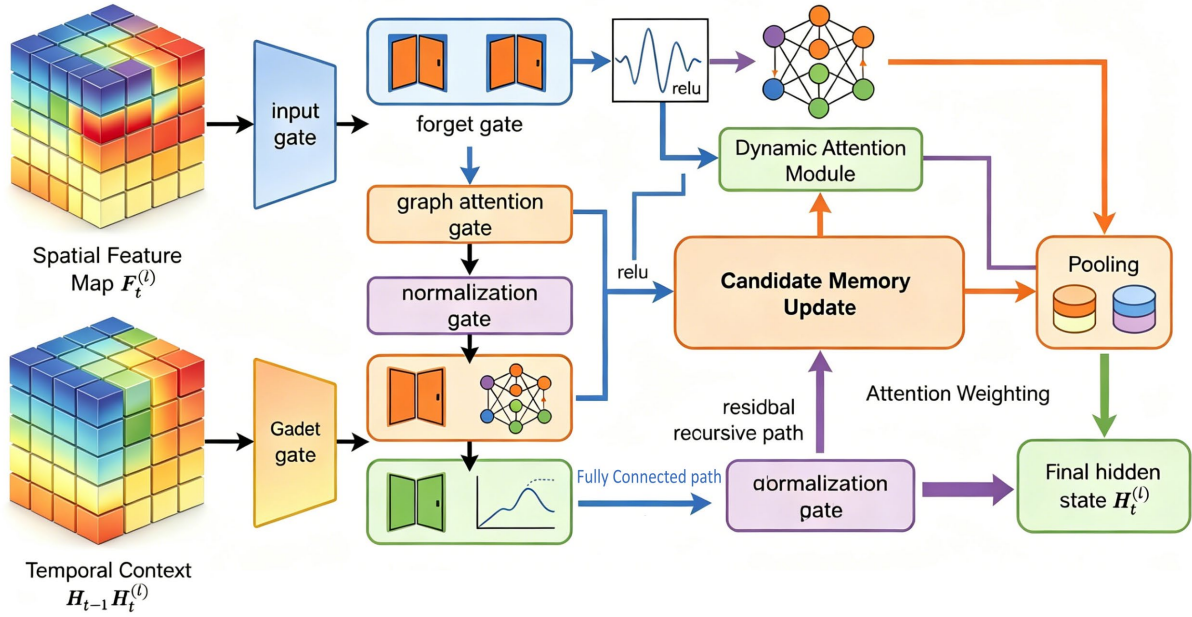 input
gate
forget gate
relu
Dynamic Attention
Module
graph attention
gate
Spatial Feature
Map F_t^{(l)}
relu
Candidate Memory
Update
Pooling
normalization
gate
Gadet
gate
residbal
recursive path
Attention Weighting
Fully Connected path
ɑormalization
gate
Final hidden
state H_t^{(l)}
Temporal Context
H_{t-1}H_t^{(l)}